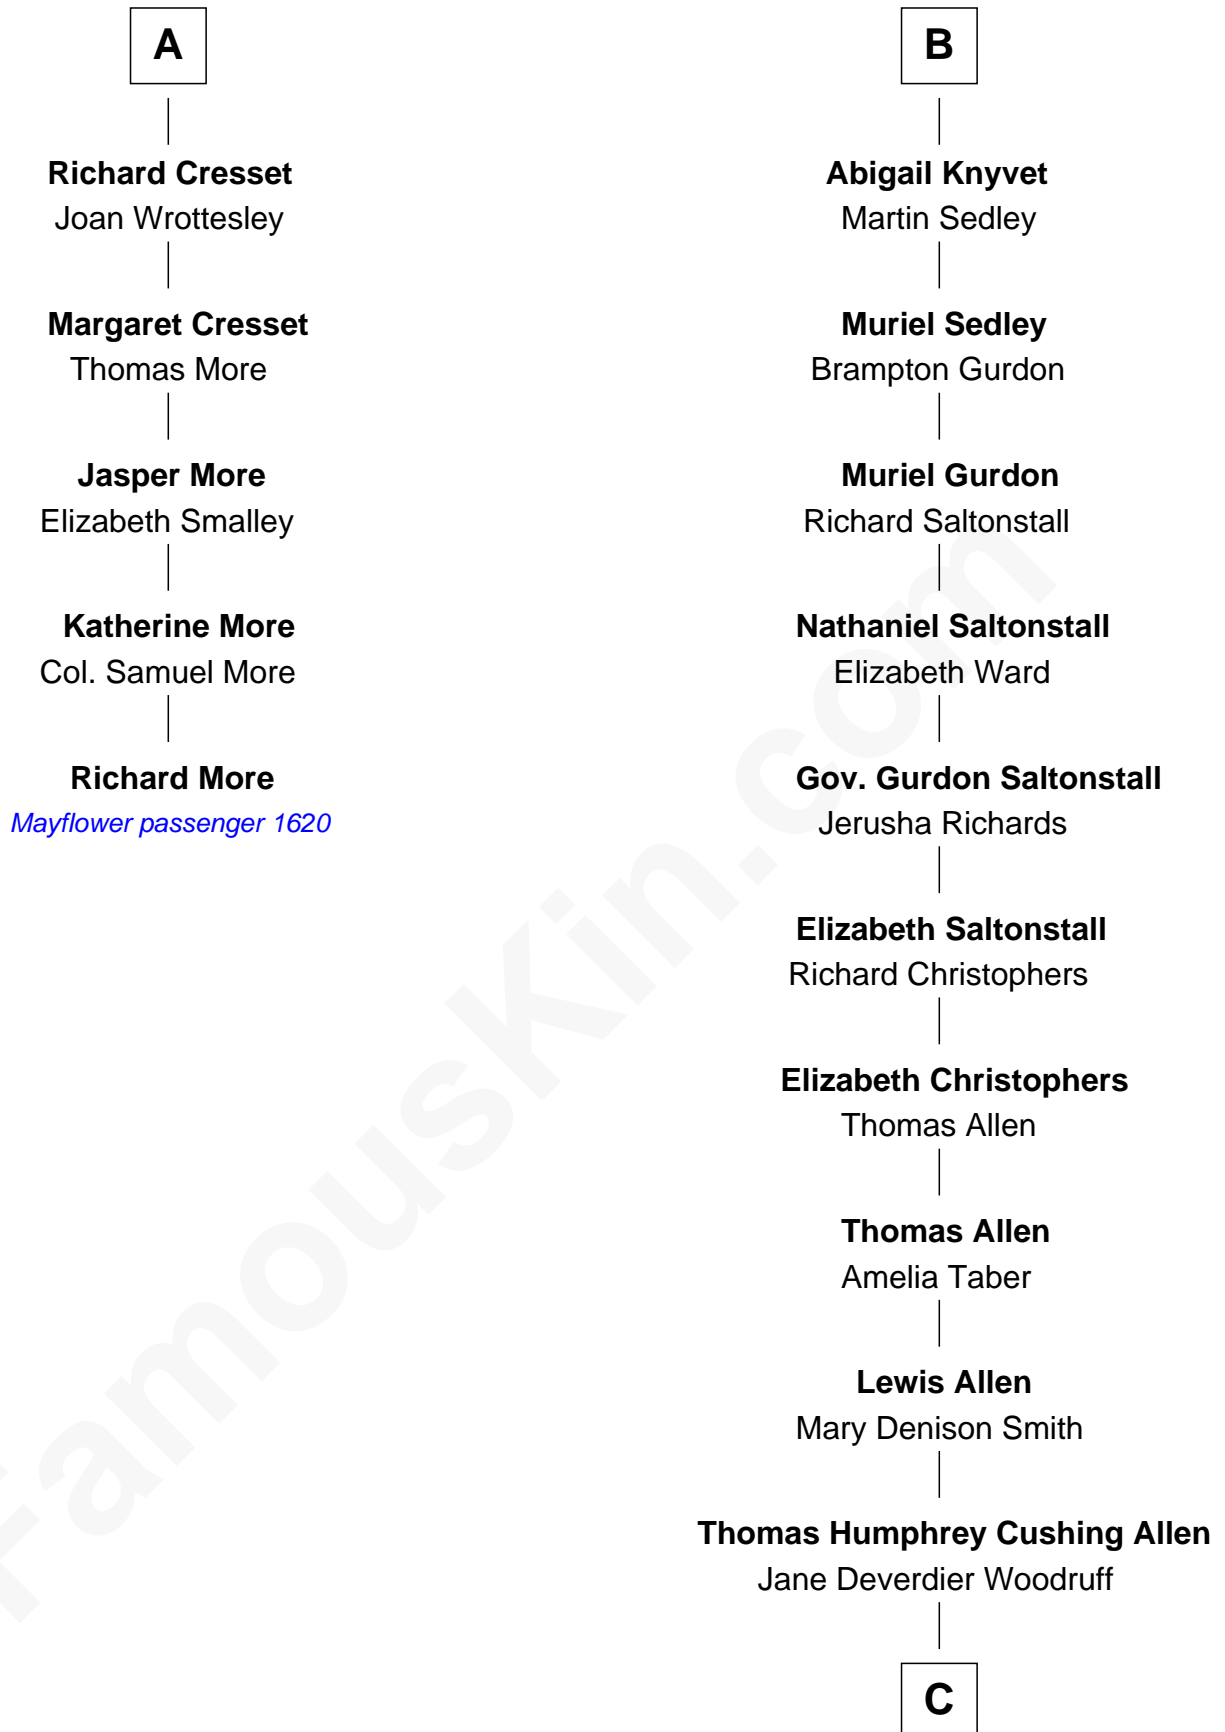 A
Richard Cresset
Joan Wrottesley
Margaret Cresset
Thomas More
Jasper More
Elizabeth Smalley
Katherine More
Col. Samuel More
Richard More
Mayflower passenger 1620
B
Abigail Knyvet
Martin Sedley
Muriel Sedley
Brampton Gurdon
Muriel Gurdon
Richard Saltonstall
Nathaniel Saltonstall
Elizabeth Ward
Gov. Gurdon Saltonstall
Jerusha Richards
Elizabeth Saltonstall
Richard Christophers
Elizabeth Christophers
Thomas Allen
Thomas Allen
Amelia Taber
Lewis Allen
Mary Denison Smith
Thomas Humphrey Cushing Allen
Jane Deverdier Woodruff
C
FamousKin.com